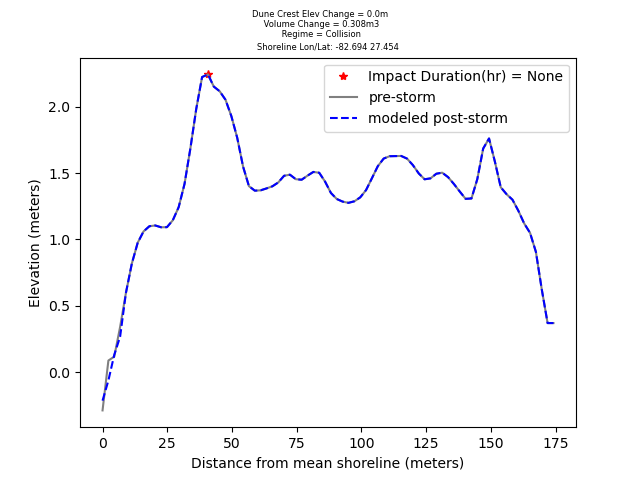 Dune Crest Elev Change = 0.0m
Volume Change = 0.308m3
Regime = Collision
Shoreline Lon/Lat: -82.694 27.454
Impact Duration(hr) = None
pre-storm
modeled post-storm
2.0
1.5
1.0
0.5
0.0
Elevation (meters)
0 25 50 75 100 125 150 175
Distance from mean shoreline (meters)